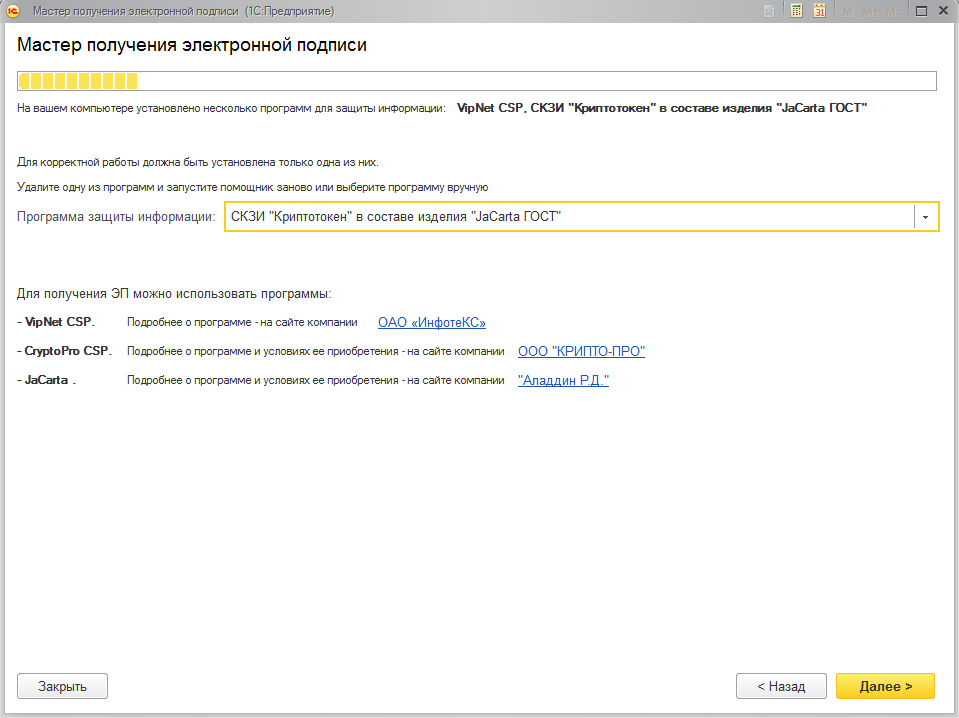 Мастер получения электронной подписи (1С:Предприятие)
31 M M+ M-
Мастер получения электронной подписи
На вашем компьютере установлено несколько программ для защиты информации: VipNet CSP, СКЗИ "Криптотокен" в составе изделия "JaCarta ГОСТ"
Для корректной работы должна быть установлена только одна из них.
Удалите одну из программ и запустите помощник заново или выберите программу вручную
Программа защиты информации: СКЗИ "Криптотокен" в составе изделия "JaCarta ГОСТ"
Для получения ЭП можно использовать программы:
- VipNet CSP. Подробнее о программе - на сайте компании ОАО «ИнфотеКС»
- CryptoPro CSP. Подробнее о программе и условиях ее приобретения - на сайте компании ООО "КРИПТО-ПРО"
- JaCarta . Подробнее о программе и условиях ее приобретения - на сайте компании "Аладдин Р.Д."
Закрыть < Назад Далее >